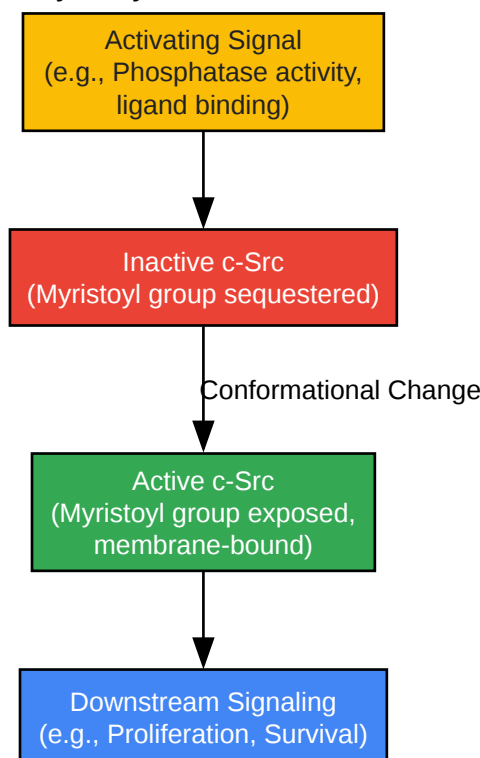 Activating Signal
(e.g., Phosphatase activity,
ligand binding)
Inactive c-Src
(Myristoyl group sequestered)
Conformational Change
Active c-Src
(Myristoyl group exposed,
membrane-bound)
Downstream Signaling
(e.g., Proliferation, Survival)